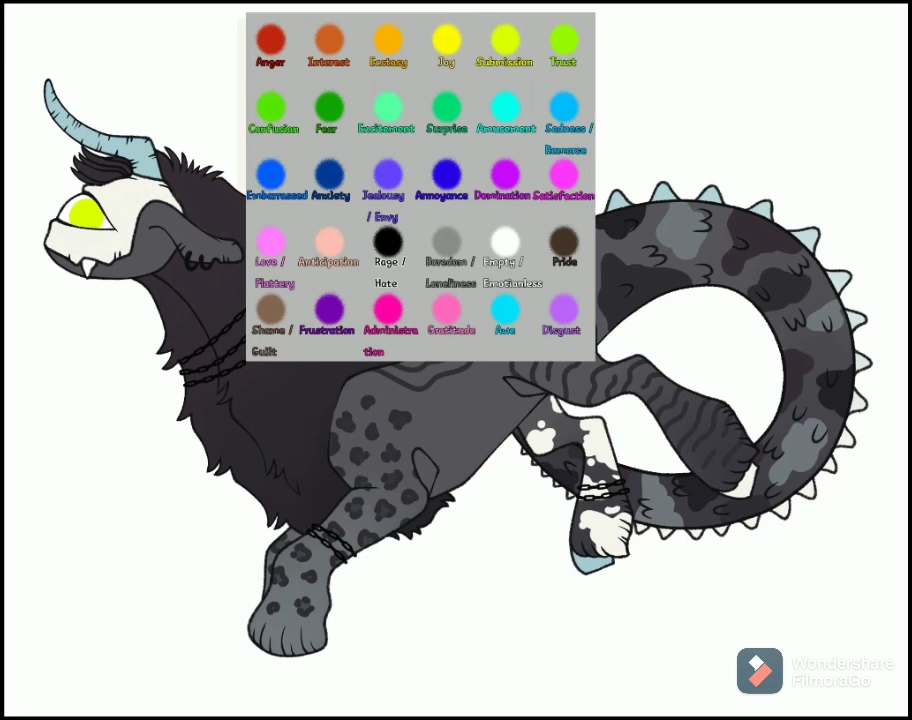 Anger Interest Ecstasy Joy Submission Trust
Confusion Fear Excitement Surprise Amusement Sadness /
Remorse
Embarrassed Anxiety Jealousy Annoyance Domination Satisfaction
/ Envy
Love / Anticipasion Rage / Boredom / Empty / Pride
Flattery Hate Loneliness Emotionless
Shame / Frustration Administra Gratitude Awe Disgust
Guilt tion
Wondershare
FilmoraGo